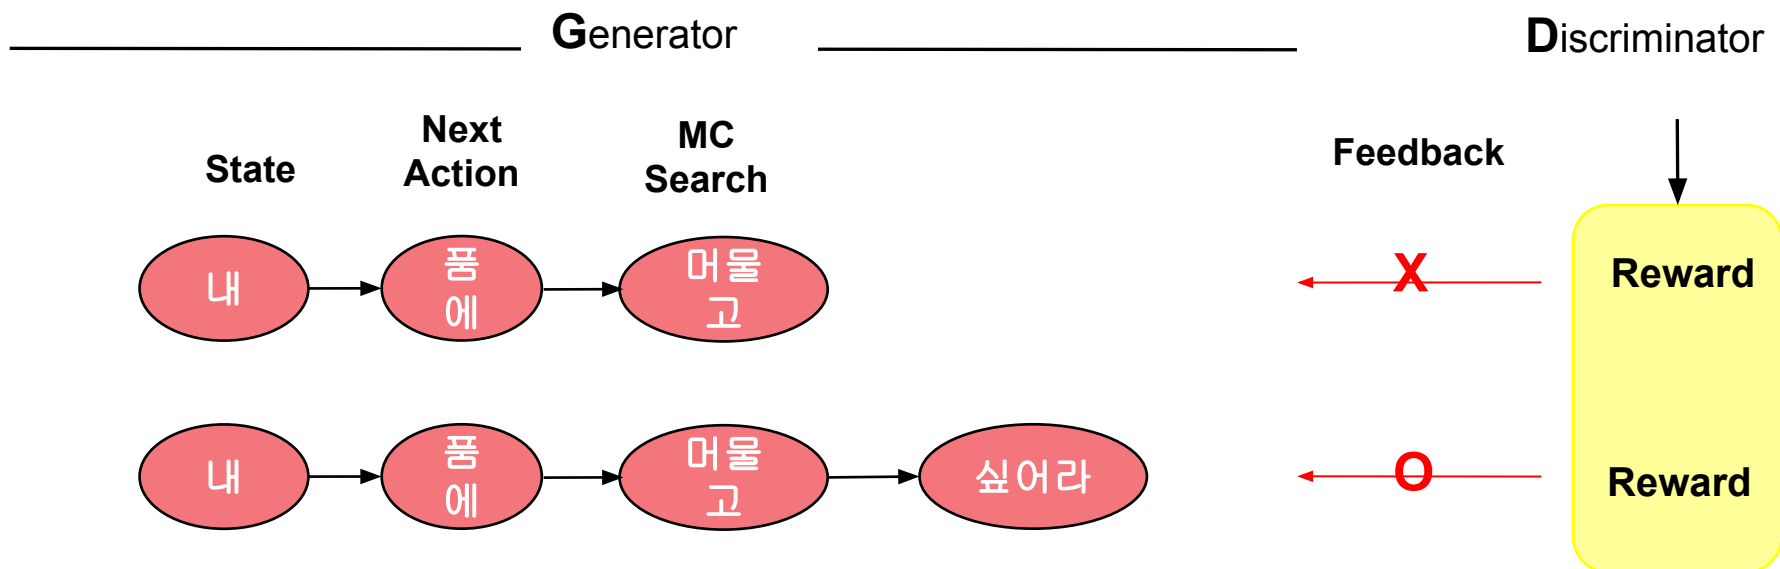 Generator
Discriminator
State
Next
Action
MC
Search
Feedback
내
품
에
머물
고
X
Reward
내
품
에
머물
고
싶어라
O
Reward